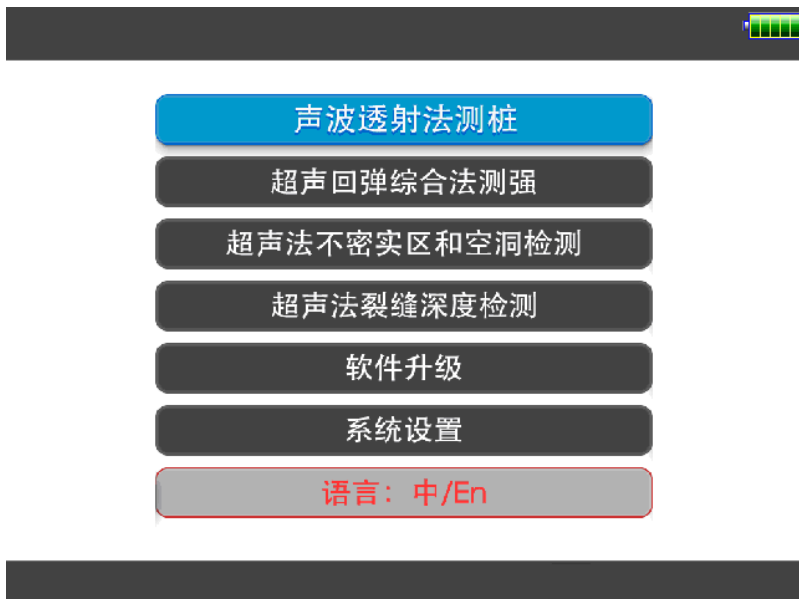 声波透射法测桩
超声回弹综合法测强
超声法不密实区和空洞检测
超声法裂缝深度检测
软件升级
系统设置
语言：中/En